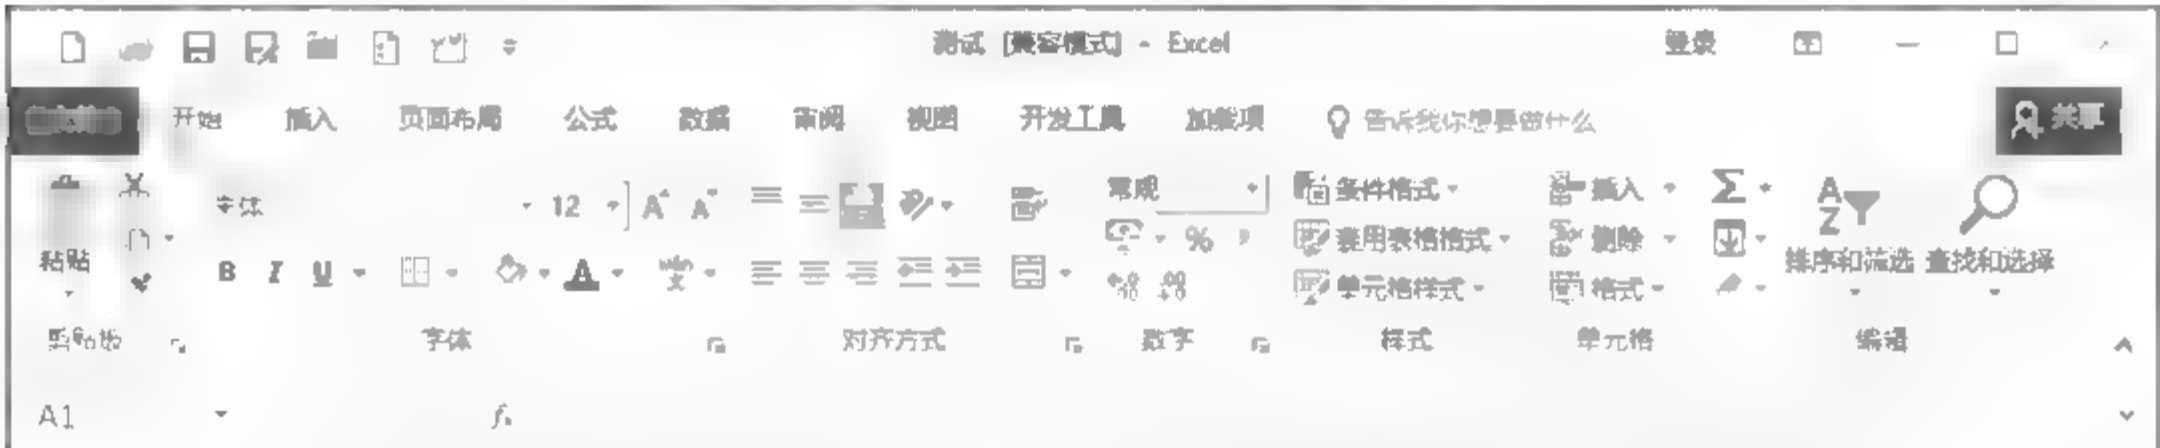 测试 [兼容模式] - Excel 登录
开始 插入 页面布局 公式 数据 审阅 视图 开发工具 加载项 告诉我你想要做什么 共享
粘贴 字体 12 A A 常规 条件格式 插入 Σ
B I U A wén 文 % 套用表格格式 删除 A Z 排序和筛选 查找和选择
单元格样式 格式
剪贴板 字体 对齐方式 数字 样式 单元格 编辑
A1 fx